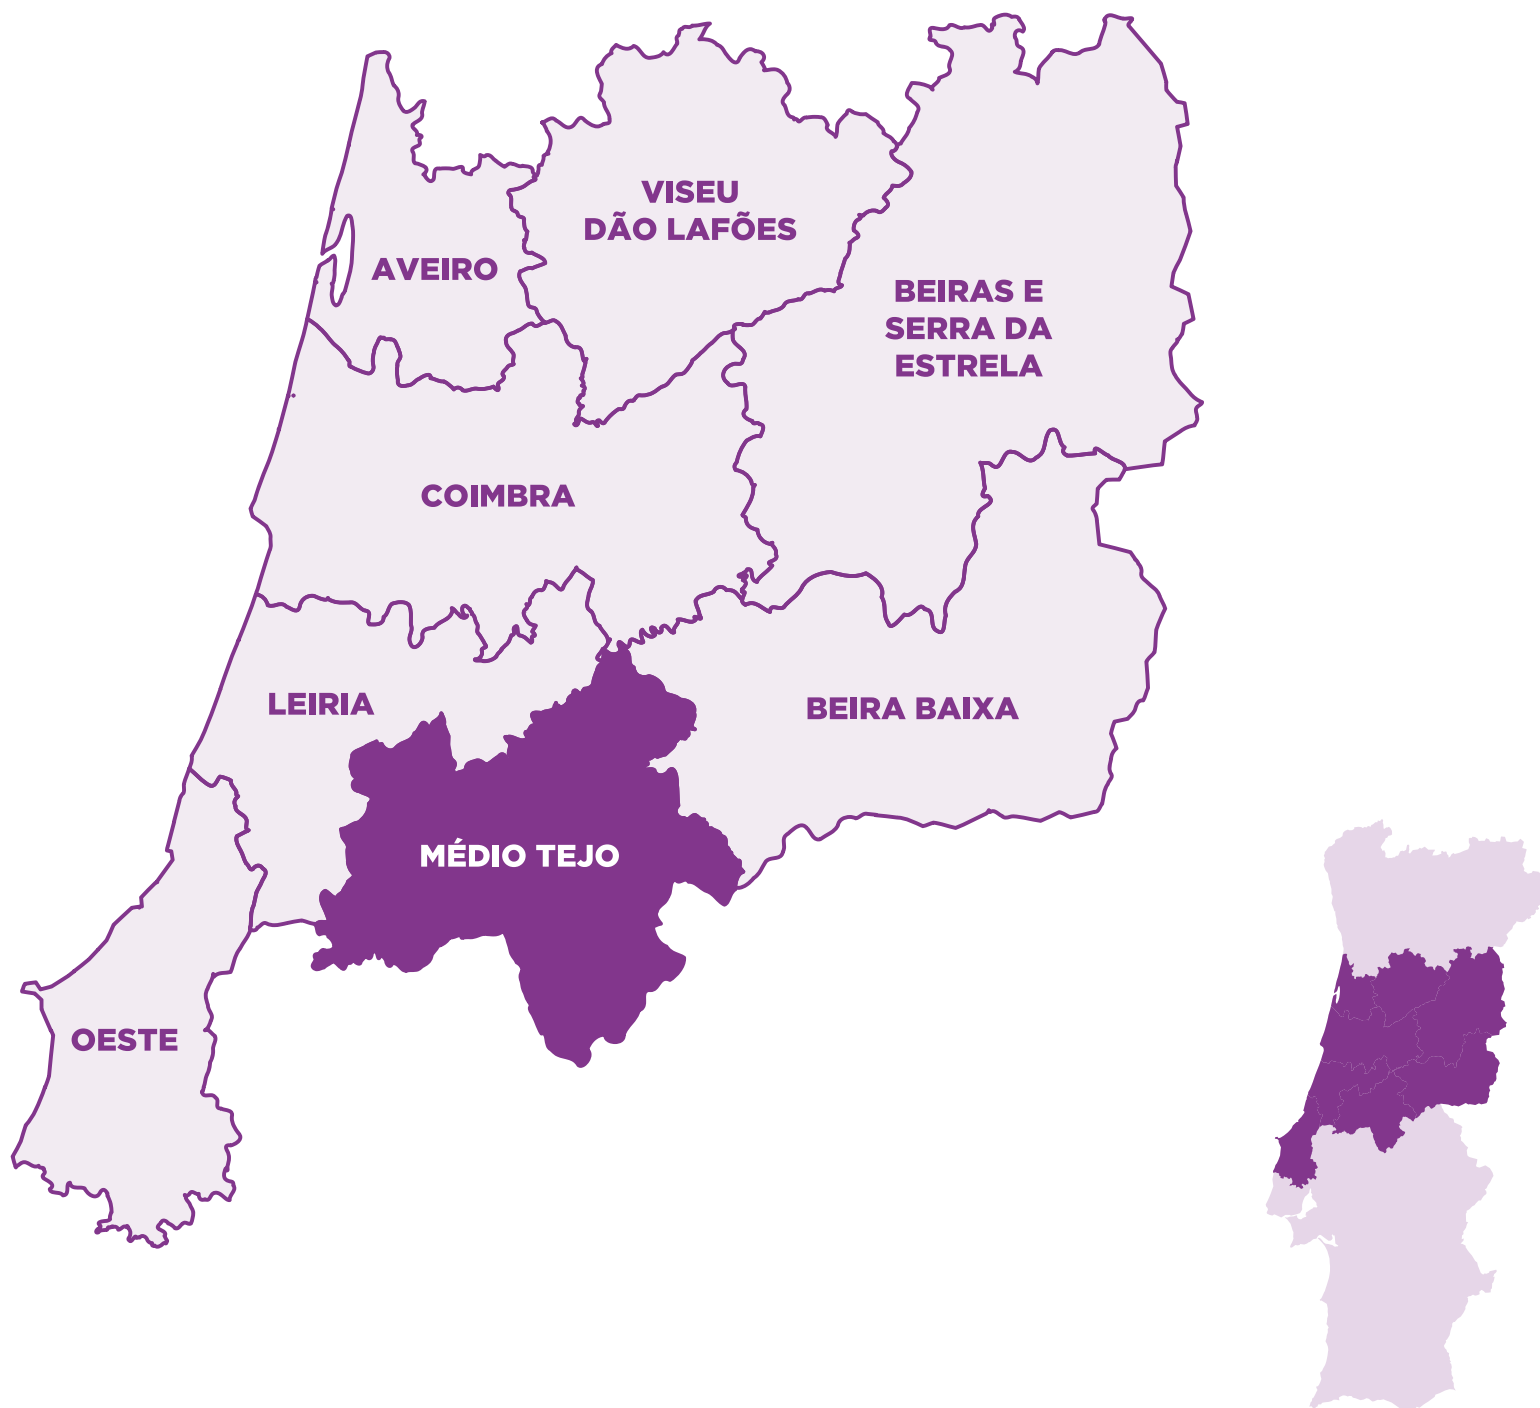 VISEU
DÃO LAFÕES
AVEIRO
BEIRAS E
SERRA DA
ESTRELA
COIMBRA
LEIRIA
BEIRA BAIXA
MÉDIO TEJO
OESTE